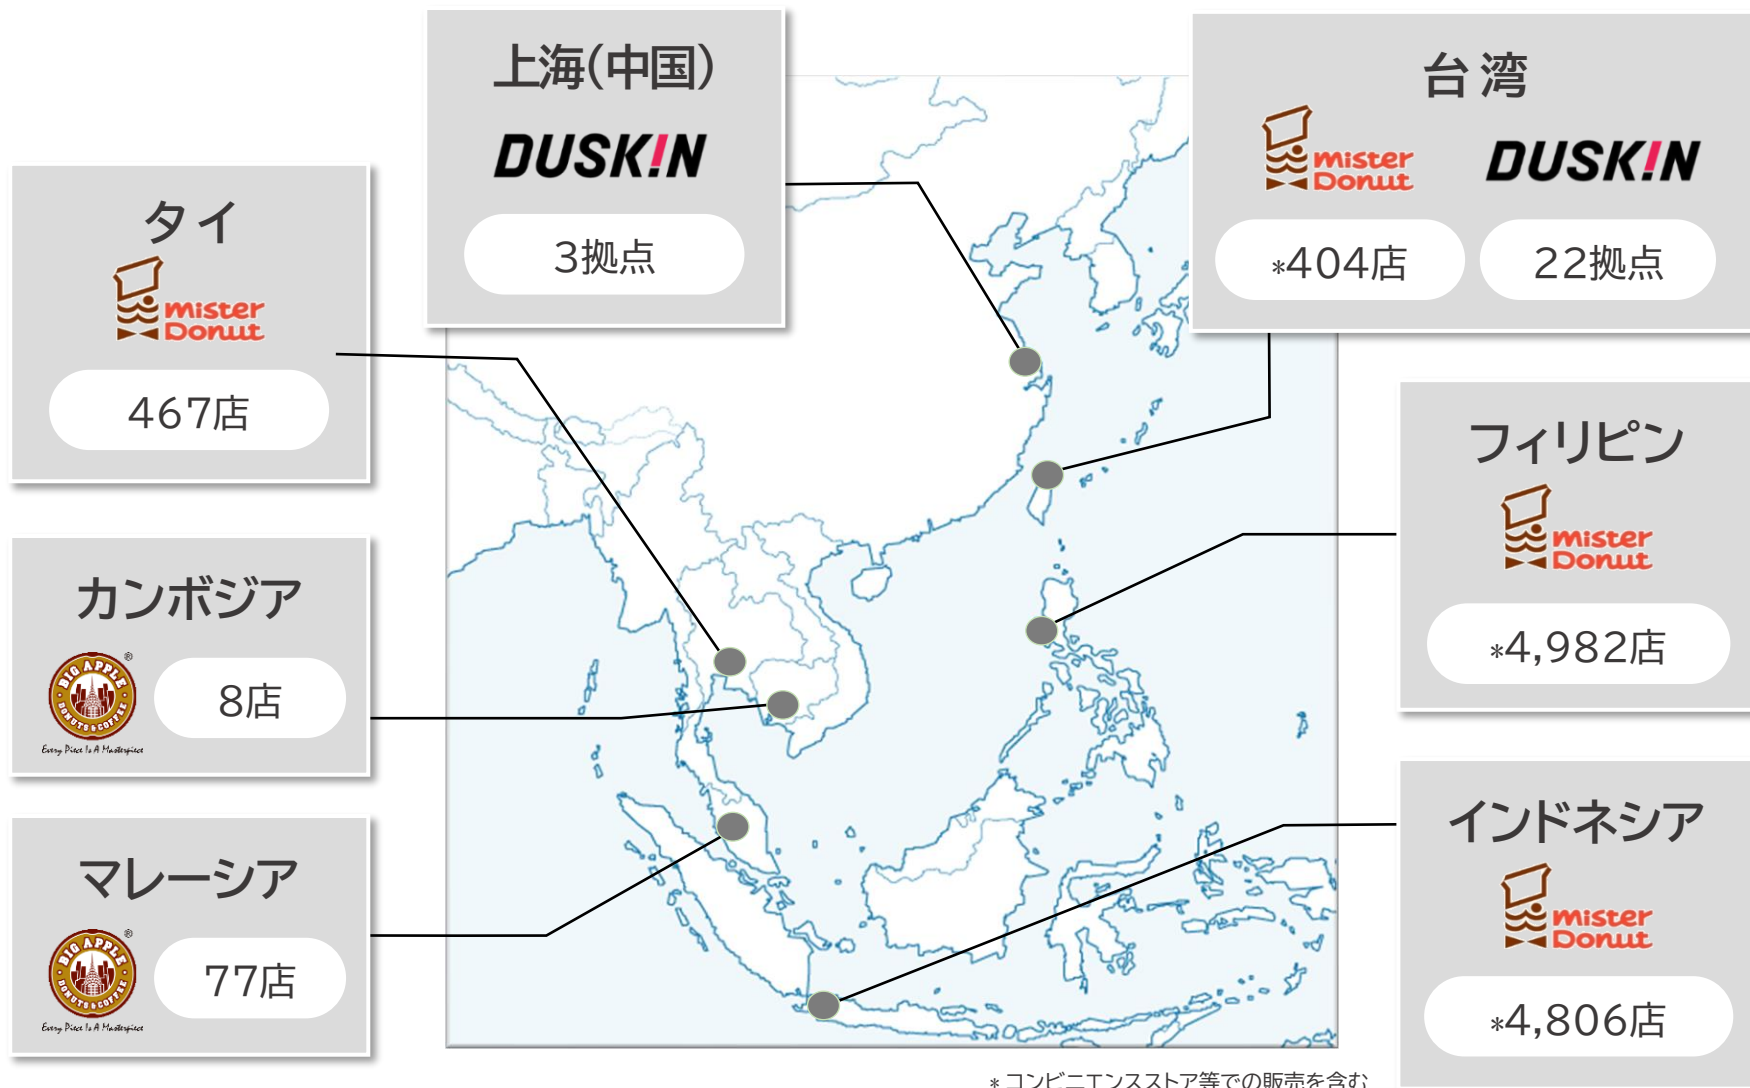 上海(中国)
DUSK!N
3拠点
台湾
mister Donut
DUSK!N
*404店
22拠点
タイ
mister Donut
467店
フィリピン
mister Donut
*4,982店
カンボジア
BIG APPLE
DONUTS & COFFEE
®
Every Piece Is A Masterpiece
8店
インドネシア
mister Donut
*4,806店
マレーシア
BIG APPLE
DONUTS & COFFEE
®
Every Piece Is A Masterpiece
77店
* コンビニエンスストア等での販売を含む